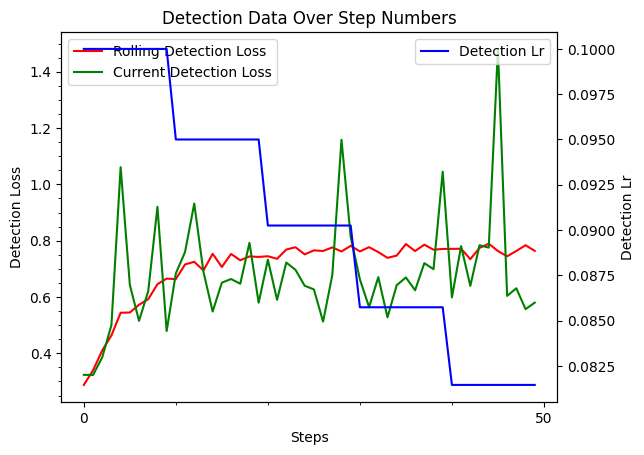 Detection Data Over Step Numbers
Rolling Detection Loss
Current Detection Loss
Detection Lr
1.4
1.2
1.0
0.8
0.6
0.4
Detection Loss
0.1000
0.0975
0.0950
0.0925
0.0900
0.0875
0.0850
0.0825
Detection Lr
0
50
Steps